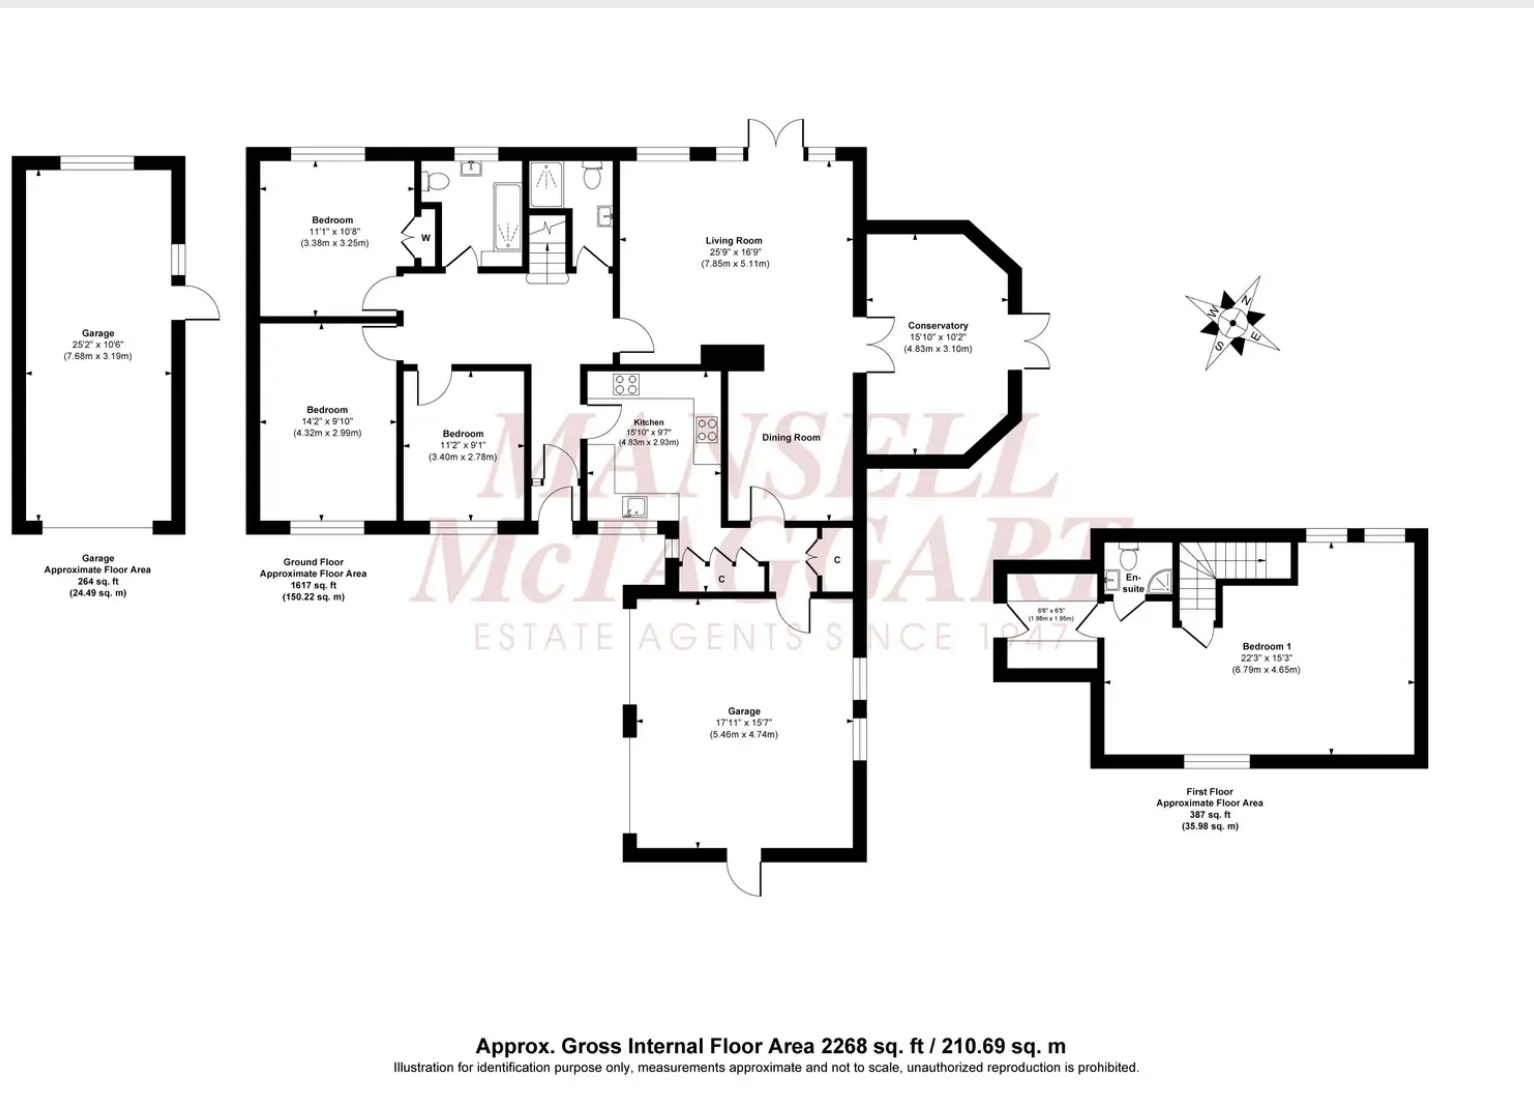 Bedroom
11'1" x 10'8"
(3.38m x 3.25m)
W
Living Room
25'9" x 16'9"
(7.85m x 5.11m)
Garage
25'2" x 10'6"
(7.68m x 3.19m)
Conservatory
15'10" x 10'2"
(4.83m x 3.10m)
N
E
S
W
Bedroom
14'2" x 9'10"
(4.32m x 2.99m)
Bedroom
11'2" x 9'1"
(3.40m x 2.78m)
Kitchen
15'10" x 9'7"
(4.83m x 2.93m)
Dining Room
MANSELL
McTAGGART
ESTATE AGENTS SINCE 1947
C
C
Garage
Approximate Floor Area
264 sq. ft
(24.49 sq. m)
Ground Floor
Approximate Floor Area
1617 sq. ft
(150.22 sq. m)
En-
suite
6'6" x 6'5"
(1.98m x 1.95m)
Bedroom 1
22'3" x 15'3"
(6.79m x 4.65m)
Garage
17'11" x 15'7"
(5.46m x 4.74m)
First Floor
Approximate Floor Area
387 sq. ft
(35.98 sq. m)
Approx. Gross Internal Floor Area 2268 sq. ft / 210.69 sq. m
Illustration for identification purpose only, measurements approximate and not to scale, unauthorized reproduction is prohibited.